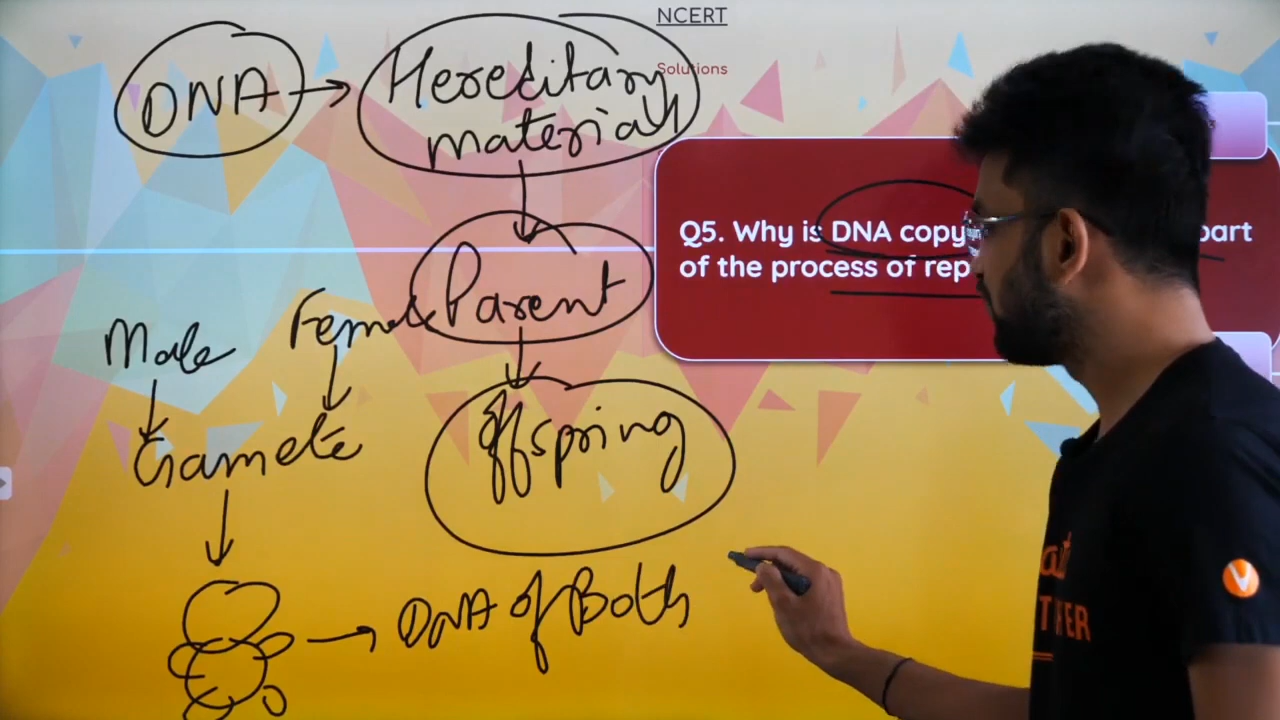 NCERT
Solutions
DNA → Hereditary
material
Q5. Why is DNA copy
part
of the process of rep
Parent
Male
Female
Gamete
offspring
DNA of Both
V